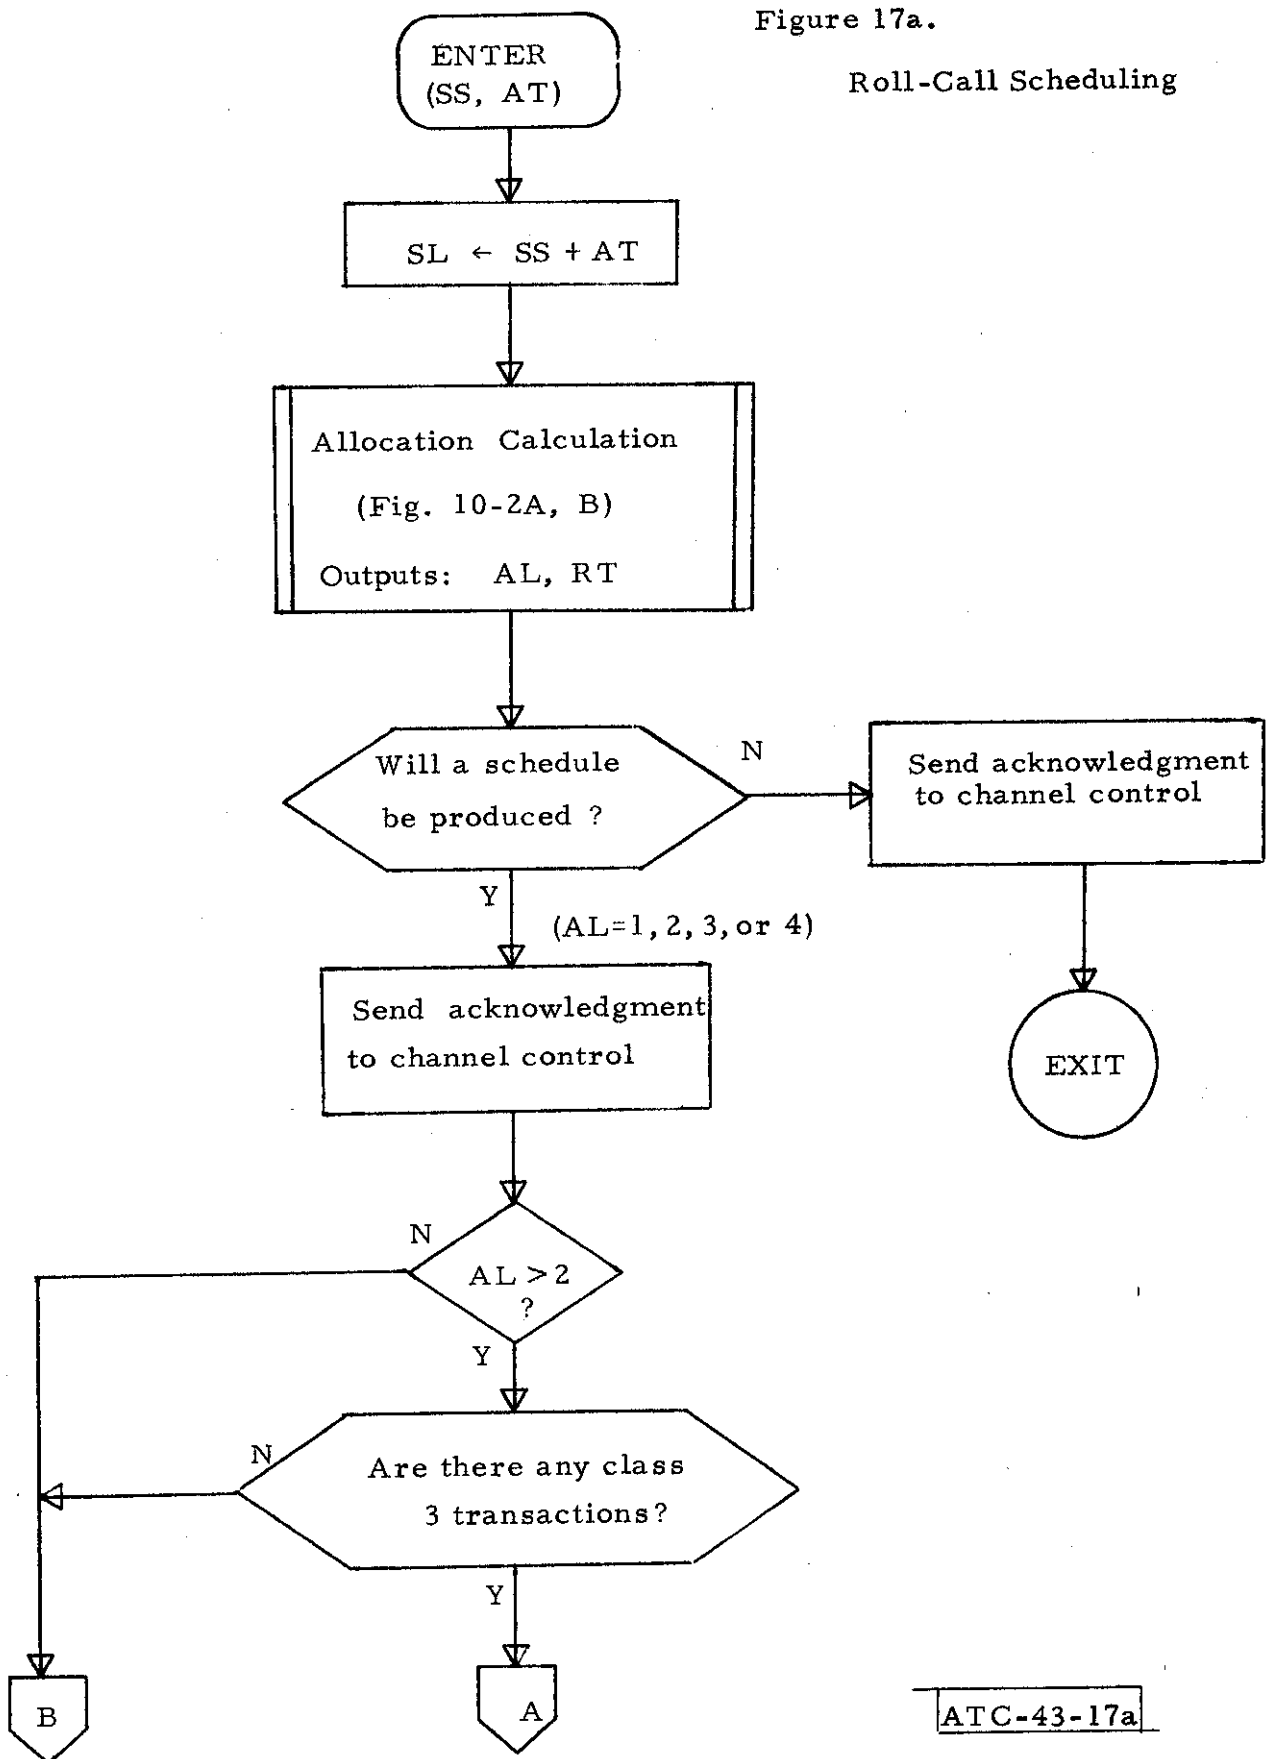 Figure 17a.
Roll-Call Scheduling
ENTER
(SS, AT)
SL ← SS + AT
Allocation Calculation
(Fig. 10-2A, B)
Outputs: AL, RT
Will a schedule
be produced ?
N
Send acknowledgment
to channel control
Y
(AL=1, 2, 3, or 4)
EXIT
Send acknowledgment
to channel control
N
AL > 2
?
Y
Are there any class
3 transactions?
N
Y
B
A
ATC-43-17a